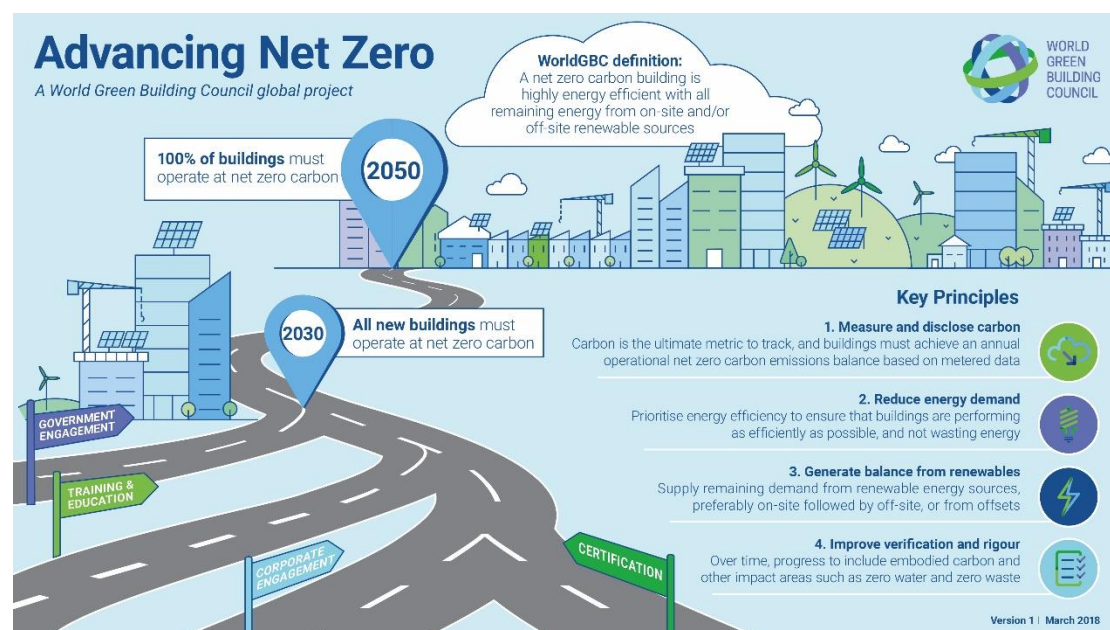 Advancing Net Zero
A World Green Building Council global project
WorldGBC definition:
A net zero carbon building is
highly energy efficient with all
remaining energy from on-site and/or
off-site renewable sources
WORLD
GREEN
BUILDING
COUNCIL
100% of buildings must
operate at net zero carbon
2050
2030
All new buildings must
operate at net zero carbon
GOVERNMENT
ENGAGEMENT
TRAINING &
EDUCATION
CORPORATE
ENGAGEMENT
CERTIFICATION
Key Principles
1. Measure and disclose carbon
Carbon is the ultimate metric to track, and buildings must achieve an annual
operational net zero carbon emissions balance based on metered data
2. Reduce energy demand
Prioritise energy efficiency to ensure that buildings are performing
as efficiently as possible, and not wasting energy
3. Generate balance from renewables
Supply remaining demand from renewable energy sources,
preferably on-site followed by off-site, or from offsets
4. Improve verification and rigour
Over time, progress to include embodied carbon and
other impact areas such as zero water and zero waste
Version 1 | March 2018